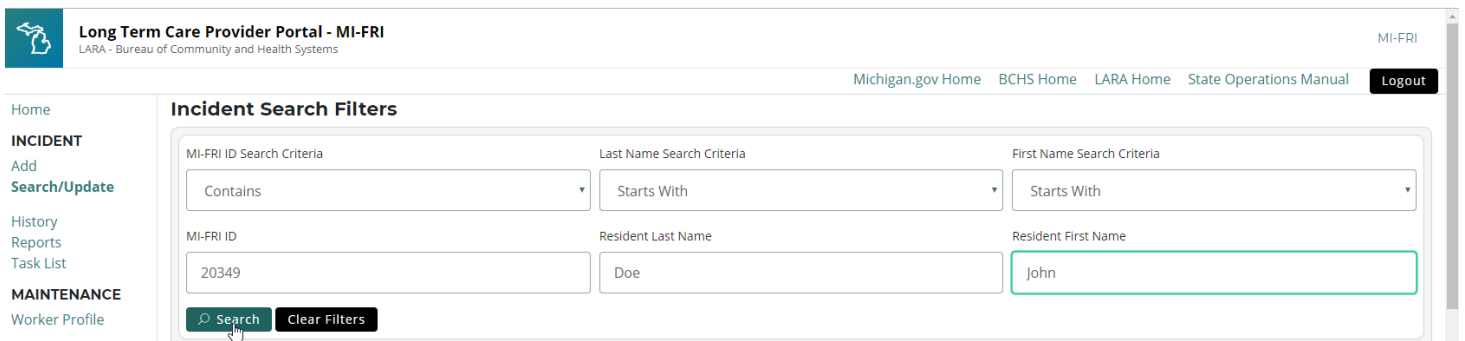 Long Term Care Provider Portal - MI-FRI
LARA - Bureau of Community and Health Systems
MI-FRI
Michigan.gov Home BCHS Home LARA Home State Operations Manual Logout
Home
INCIDENT
Add
Search/Update
History
Reports
Task List
MAINTENANCE
Worker Profile
Incident Search Filters
MI-FRI ID Search Criteria Last Name Search Criteria First Name Search Criteria
Contains Starts With Starts With
MI-FRI ID Resident Last Name Resident First Name
20349 Doe John
Search Clear Filters